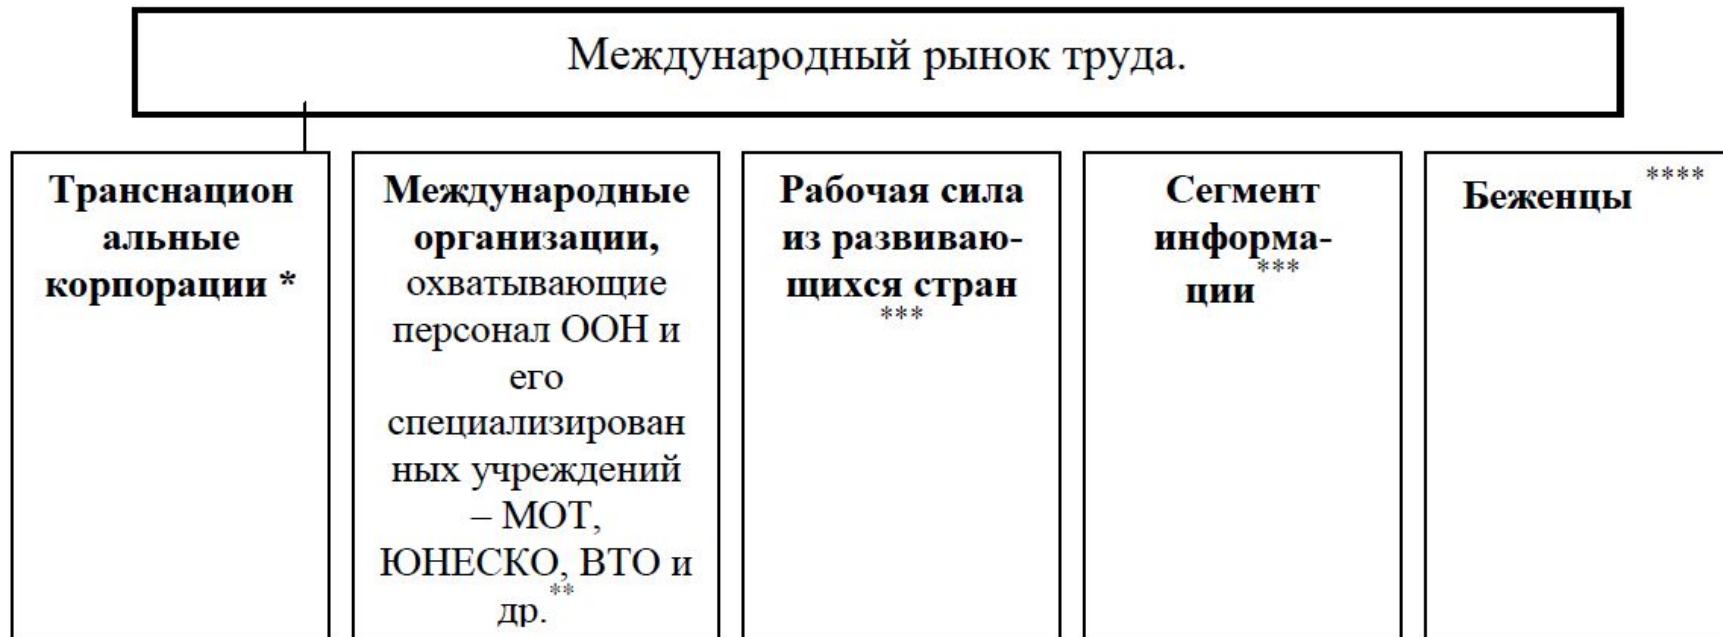 Международный рынок труда.
Транснацион
альные
корпорации *
Международные
организации,
охватывающие
персонал ООН и
его
специализирован
ных учреждений
– МОТ,
ЮНЕСКО, ВТО и
др.**
Рабочая сила
из развиваю-
щихся стран
***
Сегмент
информа-
ции***
Беженцы ****